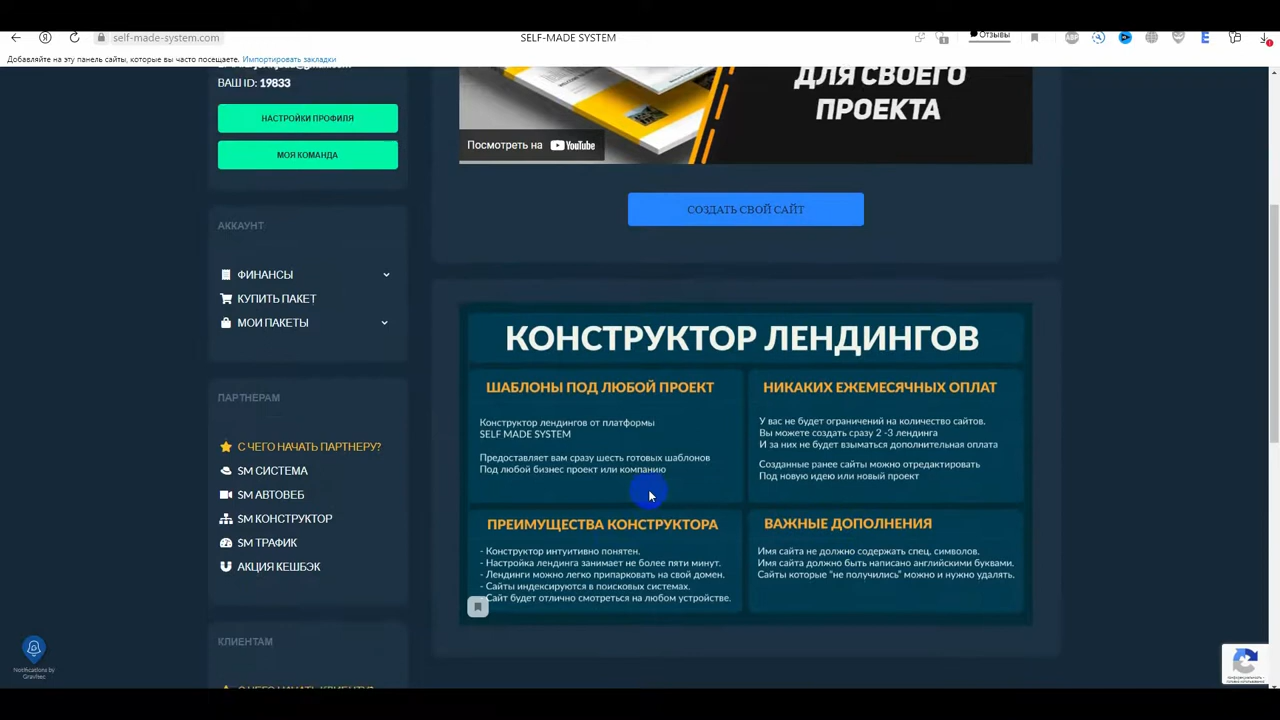 self-made-system.com
SELF-MADE SYSTEM
Отзывы
ABP
Добавляйте на эту панель сайты, которые вы часто посещаете. Импортировать закладки
ВАШ ID: 19833
НАСТРОЙКИ ПРОФИЛЯ
МОЯ КОМАНДА
АККАУНТ
ФИНАНСЫ
КУПИТЬ ПАКЕТ
МОИ ПАКЕТЫ
ПАРТНЕРАМ
С ЧЕГО НАЧАТЬ ПАРТНЕРУ?
SM СИСТЕМА
SM АВТОВЕБ
SM КОНСТРУКТОР
SM ТРАФИК
АКЦИЯ КЕШБЭК
КЛИЕНТАМ
Notifications by
Gravitec
ДЛЯ СВОЕГО
ПРОЕКТА
Посмотреть на YouTube
СОЗДАТЬ СВОЙ САЙТ
КОНСТРУКТОР ЛЕНДИНГОВ
ШАБЛОНЫ ПОД ЛЮБОЙ ПРОЕКТ
Конструктор лендингов от платформы
SELF MADE SYSTEM
Предоставляет вам сразу шесть готовых шаблонов
Под любой бизнес проект или компанию
НИКАКИХ ЕЖЕМЕСЯЧНЫХ ОПЛАТ
У вас не будет ограничений на количество сайтов.
Вы можете создать сразу 2 -3 лендинга
И за них не будет взыматься дополнительная оплата
Созданные ранее сайты можно отредактировать
Под новую идею или новый проект
ПРЕИМУЩЕСТВА КОНСТРУКТОРА
- Конструктор интуитивно понятен.
- Настройка лендинга занимает не более пяти минут.
- Лендинги можно легко припарковать на свой домен.
- Сайты индексируются в поисковых системах.
- Сайт будет отлично смотреться на любом устройстве.
ВАЖНЫЕ ДОПОЛНЕНИЯ
Имя сайта не должно содержать спец. символов.
Имя сайта должно быть написано английскими буквами.
Сайты которые "не получились" можно и нужно удалять.